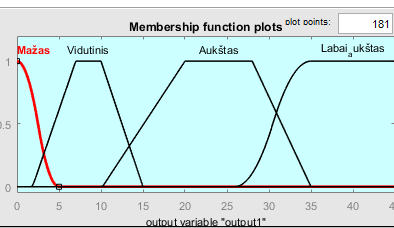 Membership function plots plot points: 181
Mažas Vidutinis Aukštas Labai_aukštas
1
0.5
0
0 5 10 15 20 25 30 35 40 45
output variable "output1"